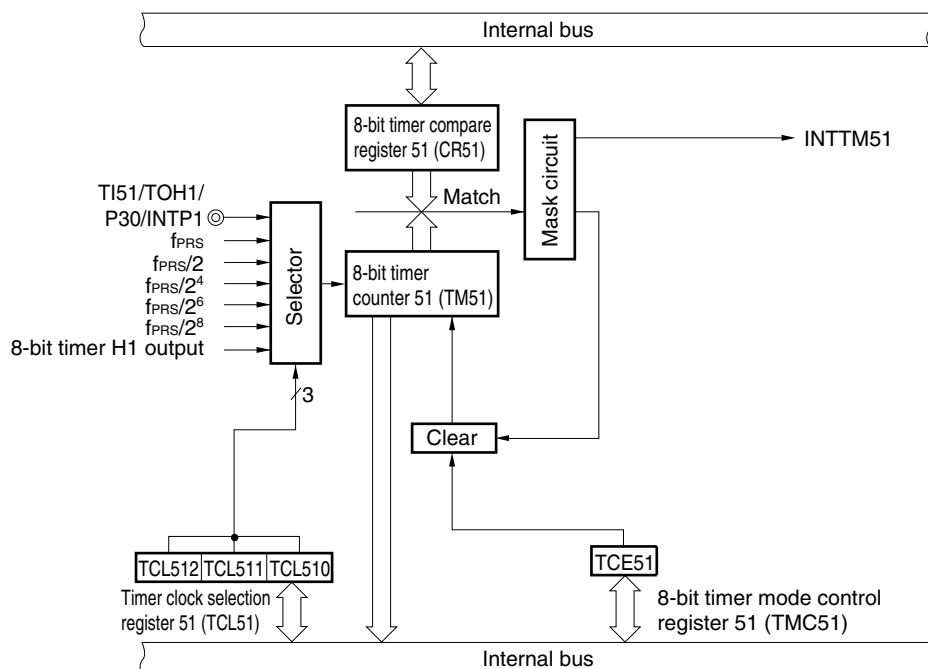 Internal bus
8-bit timer compare
register 51 (CR51)
Mask circuit
INTTM51
Match
TI51/TOH1/
P30/INTP1
fPRS
fPRS/2
fPRS/2⁴
fPRS/2⁶
fPRS/2⁸
8-bit timer H1 output
Selector
8-bit timer
counter 51 (TM51)
3
Clear
TCL512 TCL511 TCL510
Timer clock selection
register 51 (TCL51)
TCE51
8-bit timer mode control
register 51 (TMC51)
Internal bus